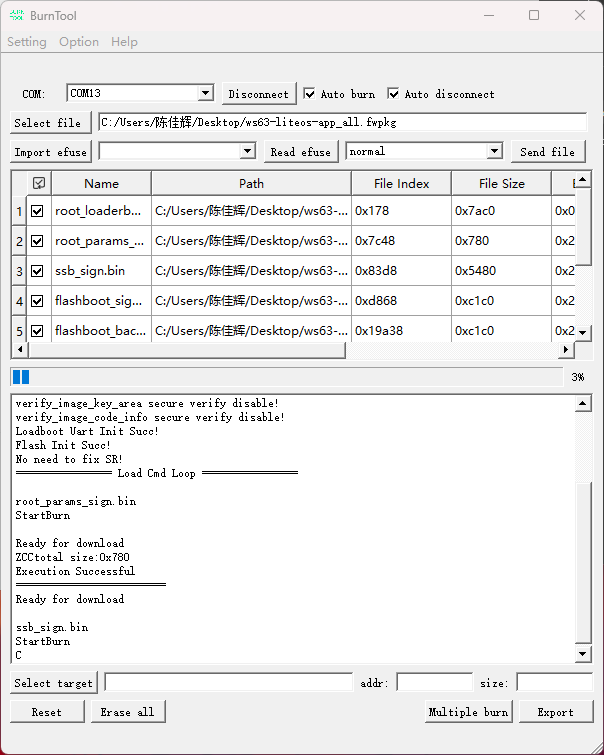 BurnTool
Setting Option Help
COM: COM13 Disconnect Auto burn Auto disconnect
Select file C:/Users/陈佳辉/Desktop/ws63-liteos-app_all.fwpkg
Import efuse Read efuse normal Send file
Name Path File Index File Size
1 root_loaderb... C:/Users/陈佳辉/Desktop/ws63-... 0x178 0x7ac0 0x0
2 root_params_... C:/Users/陈佳辉/Desktop/ws63-... 0x7c48 0x780 0x2
3 ssb_sign.bin C:/Users/陈佳辉/Desktop/ws63-... 0x83d8 0x5480 0x2
4 flashboot_sig... C:/Users/陈佳辉/Desktop/ws63-... 0xd868 0xc1c0 0x2
5 flashboot_bac... C:/Users/陈佳辉/Desktop/ws63-... 0x19a38 0xc1c0 0x2
3%
verify_image_key_area secure verify disable!
verify_image_code_info secure verify disable!
Loadboot Uart Init Succ!
Flash Init Succ!
No need to fix SR!
================ Load Cmd Loop ================
root_params_sign.bin
StartBurn
Ready for download
ZCCtotal size:0x780
Execution Successful
=========================
Ready for download
ssb_sign.bin
StartBurn
C
Select target addr: size:
Reset Erase all Multiple burn Export